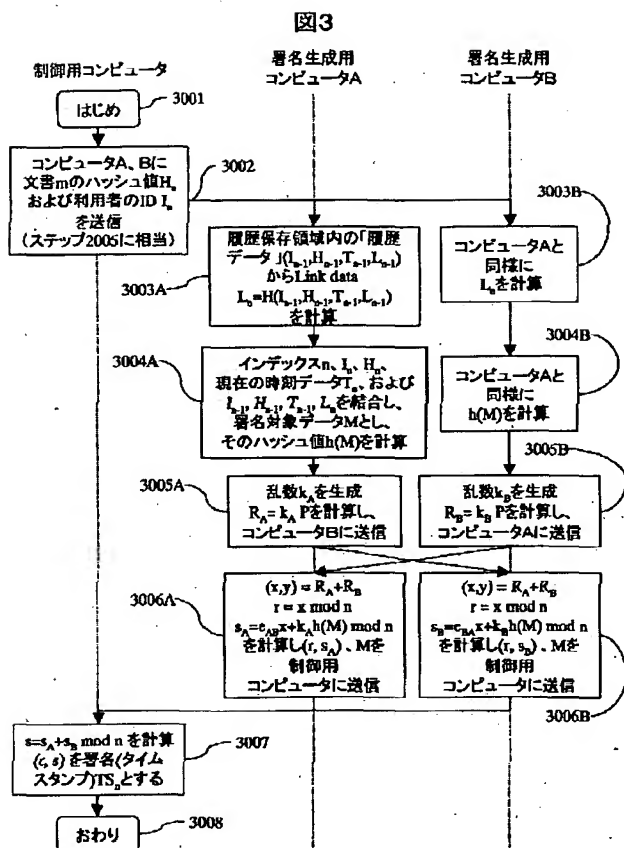 図3
制御用コンピュータ
署名生成用
コンピュータA
署名生成用
コンピュータB
はじめ
3001
コンピュータA、Bに
文書mのハッシュ値Hn
および利用者のID In
を送信
(ステップ2005に相当)
3002
履歴保存領域内の「履歴
データ」(In-1,Hn-1,Tn-1,Ln-1)
からLink data
Ln=H(In-1,Hn-1,Tn-1,Ln-1)
を計算
3003A
コンピュータAと
同様に
Lnを計算
3003B
インデックスn、In、Hn、
現在の時刻データTn、および
In-1, Hn-1, Tn-1, Lnを結合し、
署名対象データMとし、
そのハッシュ値h(M)を計算
3004A
コンピュータAと
同様に
h(M)を計算
3004B
乱数kAを生成
RA= kA Pを計算し、
コンピュータBに送信
3005A
乱数kBを生成
RB= kB Pを計算し、
コンピュータAに送信
3005B
(x,y) = RA+RB
r = x mod n
sA=eABx+kAh(M) mod n
を計算し(r, sA)、Mを
制御用
コンピュータに送信
3006A
(x,y) = RA+RB
r = x mod n
sB=eBAx+kBh(M) mod n
を計算し(r, sB)、Mを
制御用
コンピュータに送信
3006B
s=sA+sB mod n を計算
(c, s) を署名(タイム
スタンプ)TSnとする
3007
おわり
3008